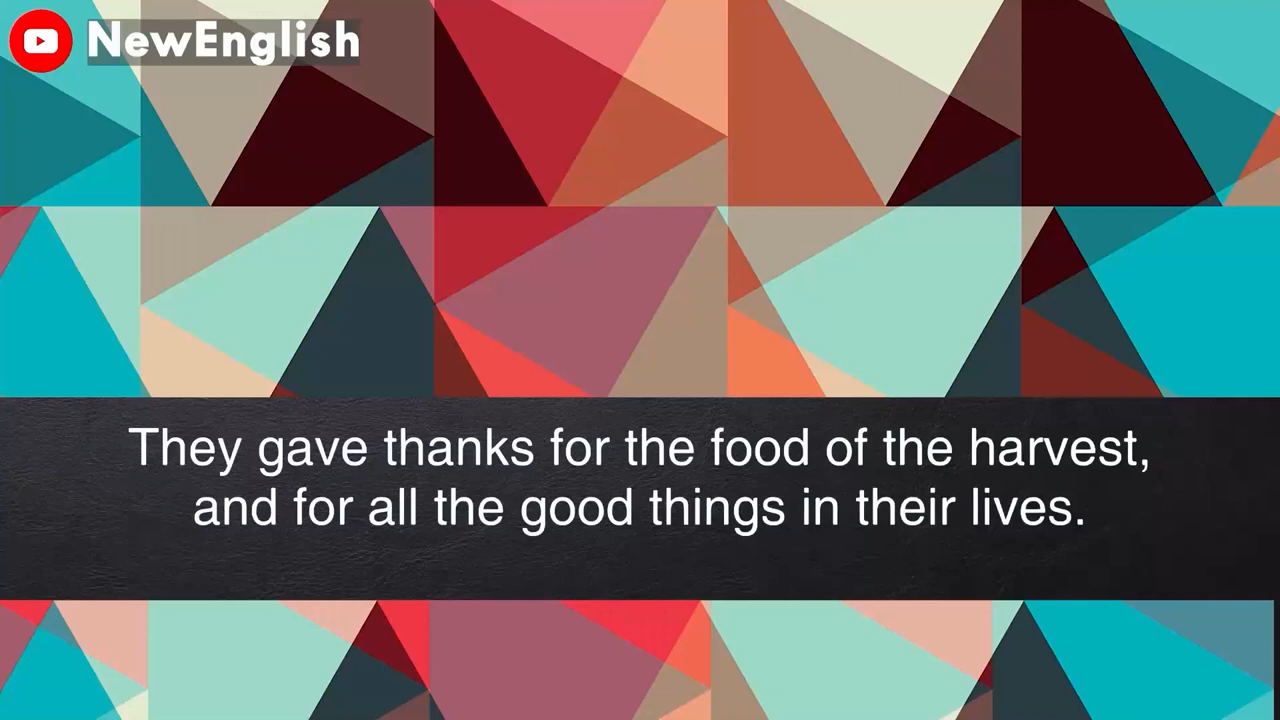 NewEnglish
They gave thanks for the food of the harvest,
and for all the good things in their lives.